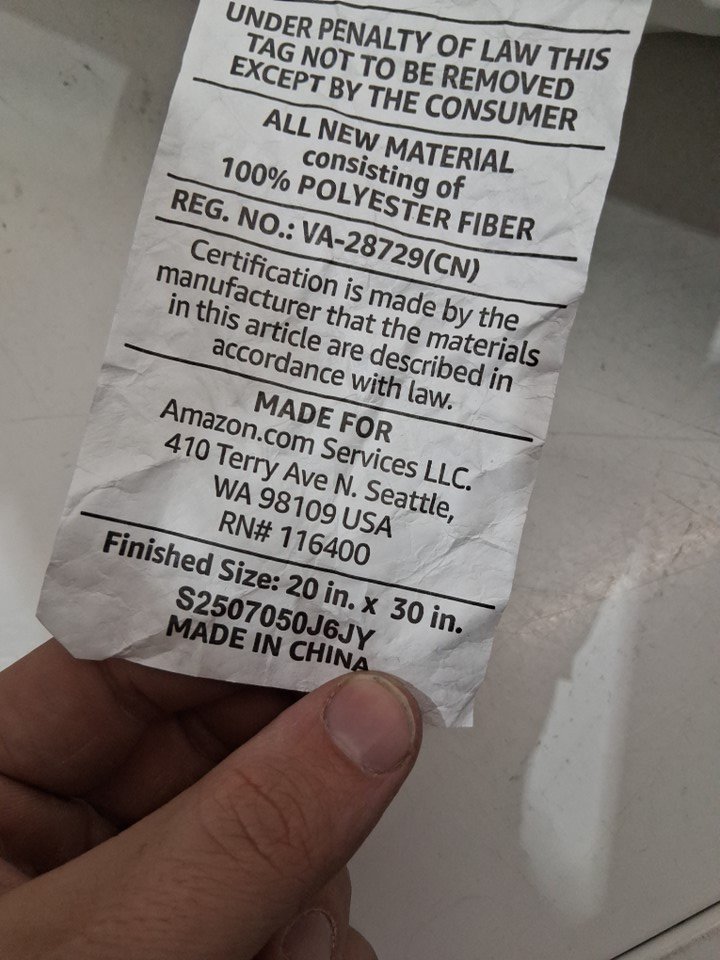 UNDER PENALTY OF LAW THIS
TAG NOT TO BE REMOVED
EXCEPT BY THE CONSUMER
ALL NEW MATERIAL
consisting of
100% POLYESTER FIBER
REG. NO.: VA-28729(CN)
Certification is made by the
manufacturer that the materials
in this article are described in
accordance with law.
MADE FOR
Amazon.com Services LLC.
410 Terry Ave N. Seattle,
WA 98109 USA
RN# 116400
Finished Size: 20 in. x 30 in.
S2507050J6JY
MADE IN CHINA